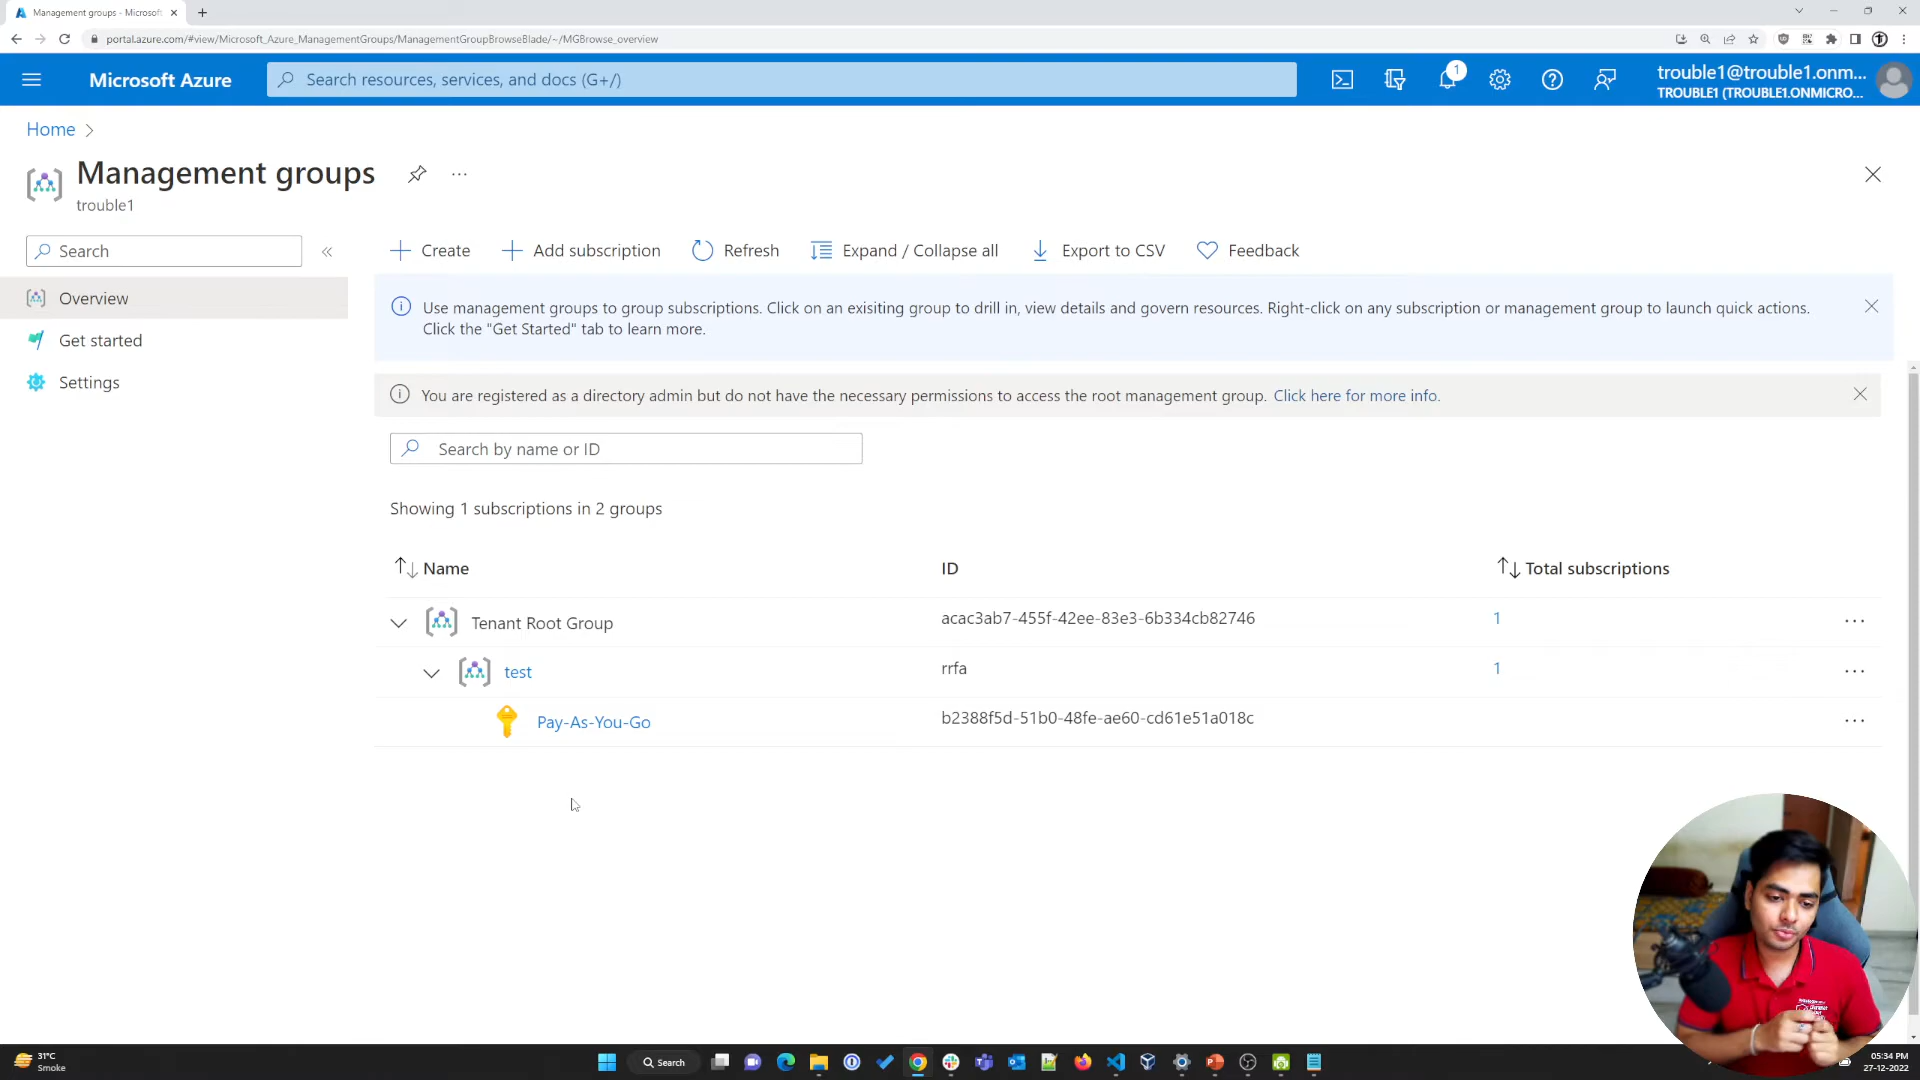 Management groups - Microsoft
portal.azure.com/#view/Microsoft_Azure_ManagementGroups/ManagementGroupBrowseBlade/~/MGBrowse_overview
Microsoft Azure
Search resources, services, and docs (G+/)
1
trouble1@trouble1.onm...
TROUBLE1 (TROUBLE1.ONMICRO...
Home
Management groups
trouble1
Search
Overview
Get started
Settings
Create
Add subscription
Refresh
Expand / Collapse all
Export to CSV
Feedback
Use management groups to group subscriptions. Click on an exisiting group to drill in, view details and govern resources. Right-click on any subscription or management group to launch quick actions.
Click the "Get Started" tab to learn more.
You are registered as a directory admin but do not have the necessary permissions to access the root management group. Click here for more info.
Search by name or ID
Showing 1 subscriptions in 2 groups
Name
ID
Total subscriptions
Tenant Root Group
acac3ab7-455f-42ee-83e3-6b334cb82746
1
test
rrfa
1
Pay-As-You-Go
b2388f5d-51b0-48fe-ae60-cd61e51a018c
31°C
Smoke
Search
05:34 PM
27-12-2022